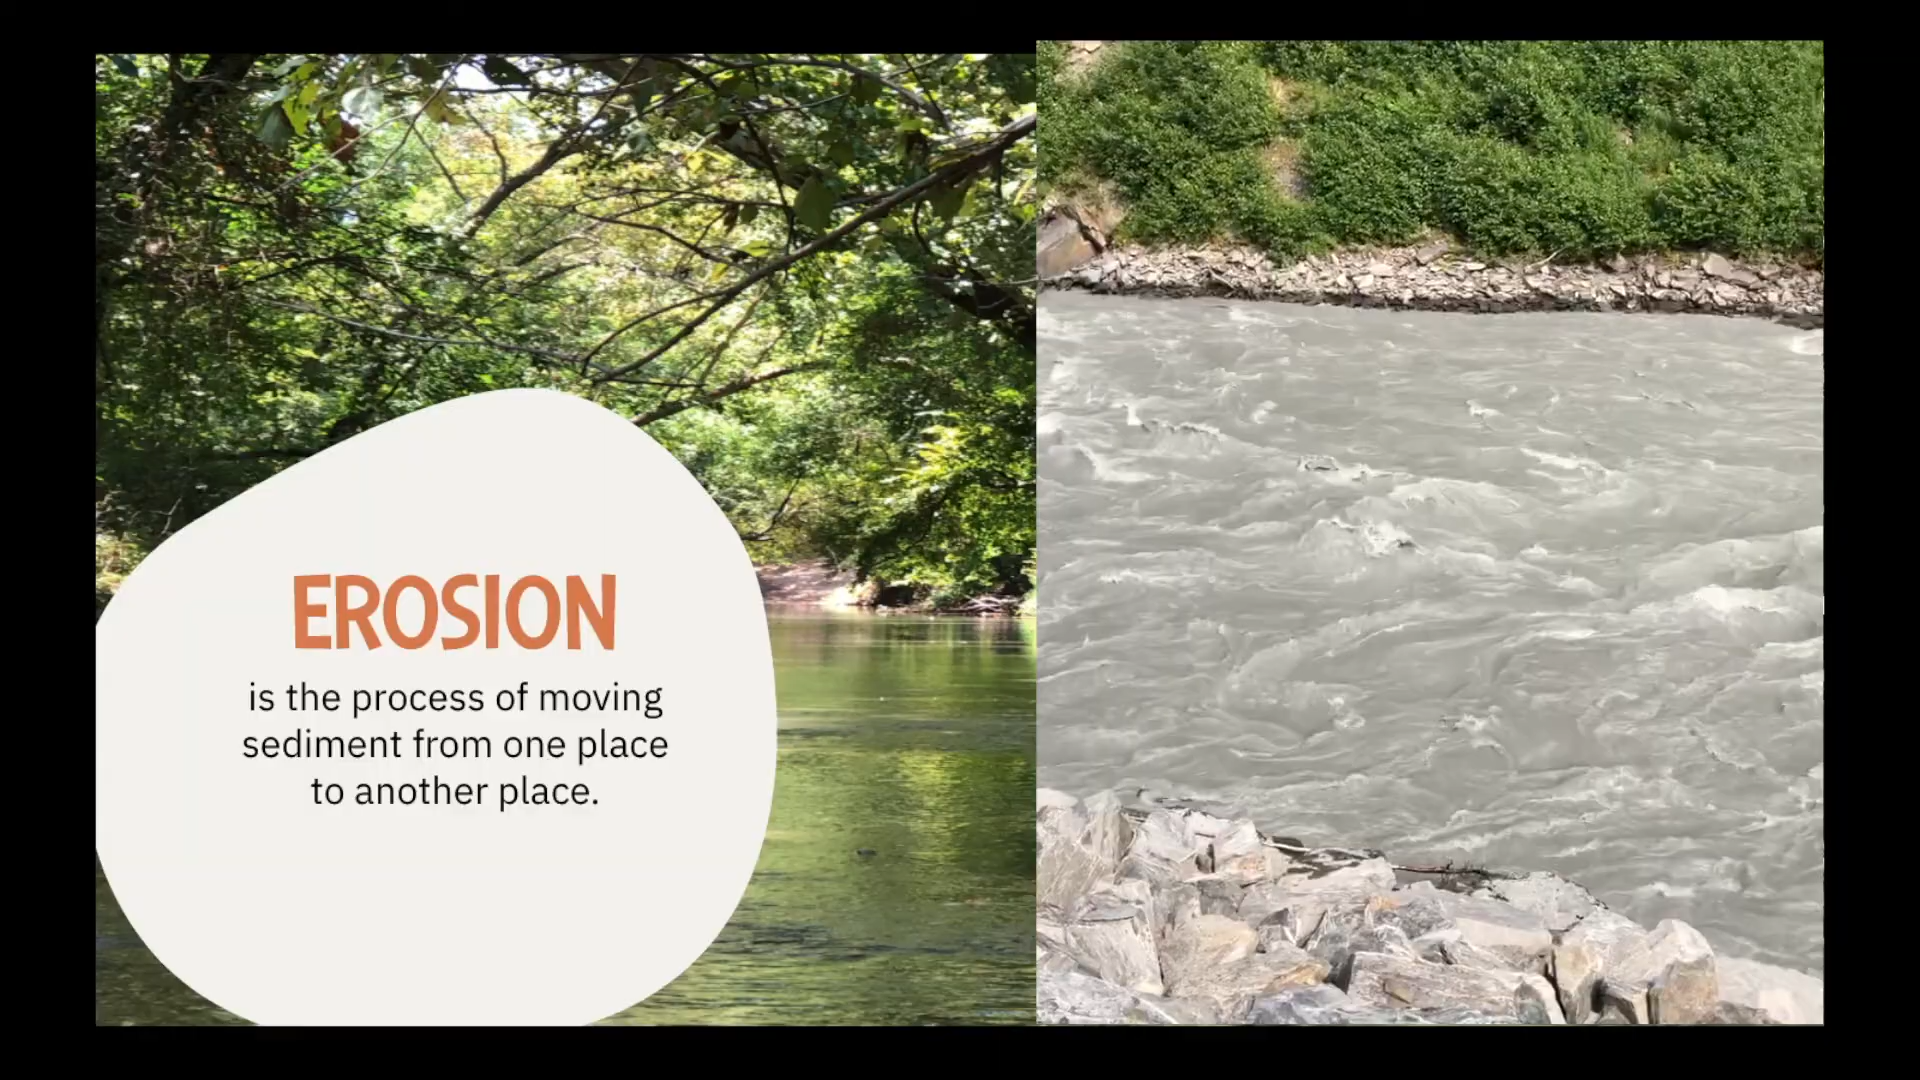 EROSION
is the process of moving
sediment from one place
to another place.